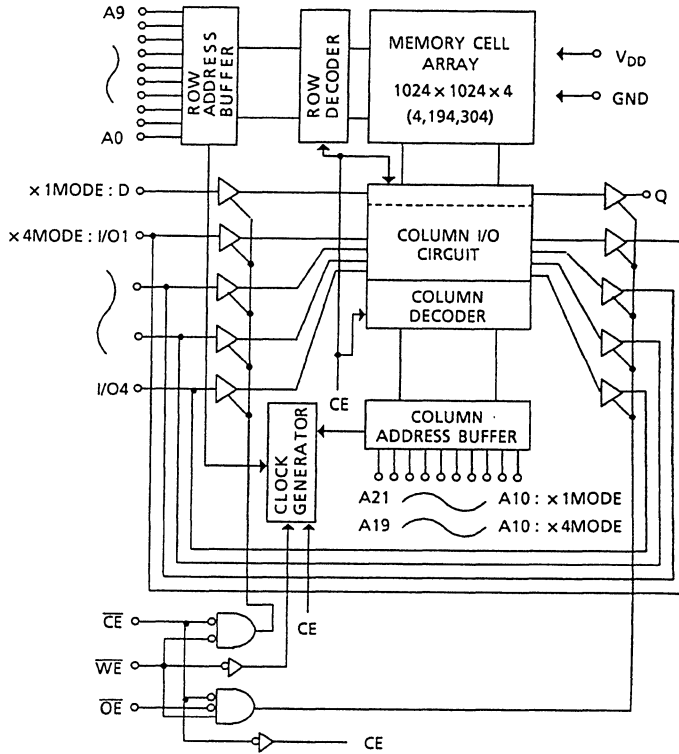 A9
A0
ROW ADDRESS BUFFER
ROW DECODER
MEMORY CELL
ARRAY
1024 × 1024 × 4
(4,194,304)
VDD
GND
× 1MODE : D
Q
× 4MODE : I/O1
COLUMN I/O
CIRCUIT
COLUMN
DECODER
I/O4
CE
COLUMN
ADDRESS BUFFER
CLOCK GENERATOR
A21 A10 : × 1MODE
A19 A10 : × 4MODE
C̅E̅
CE
W̅E̅
O̅E̅
CE